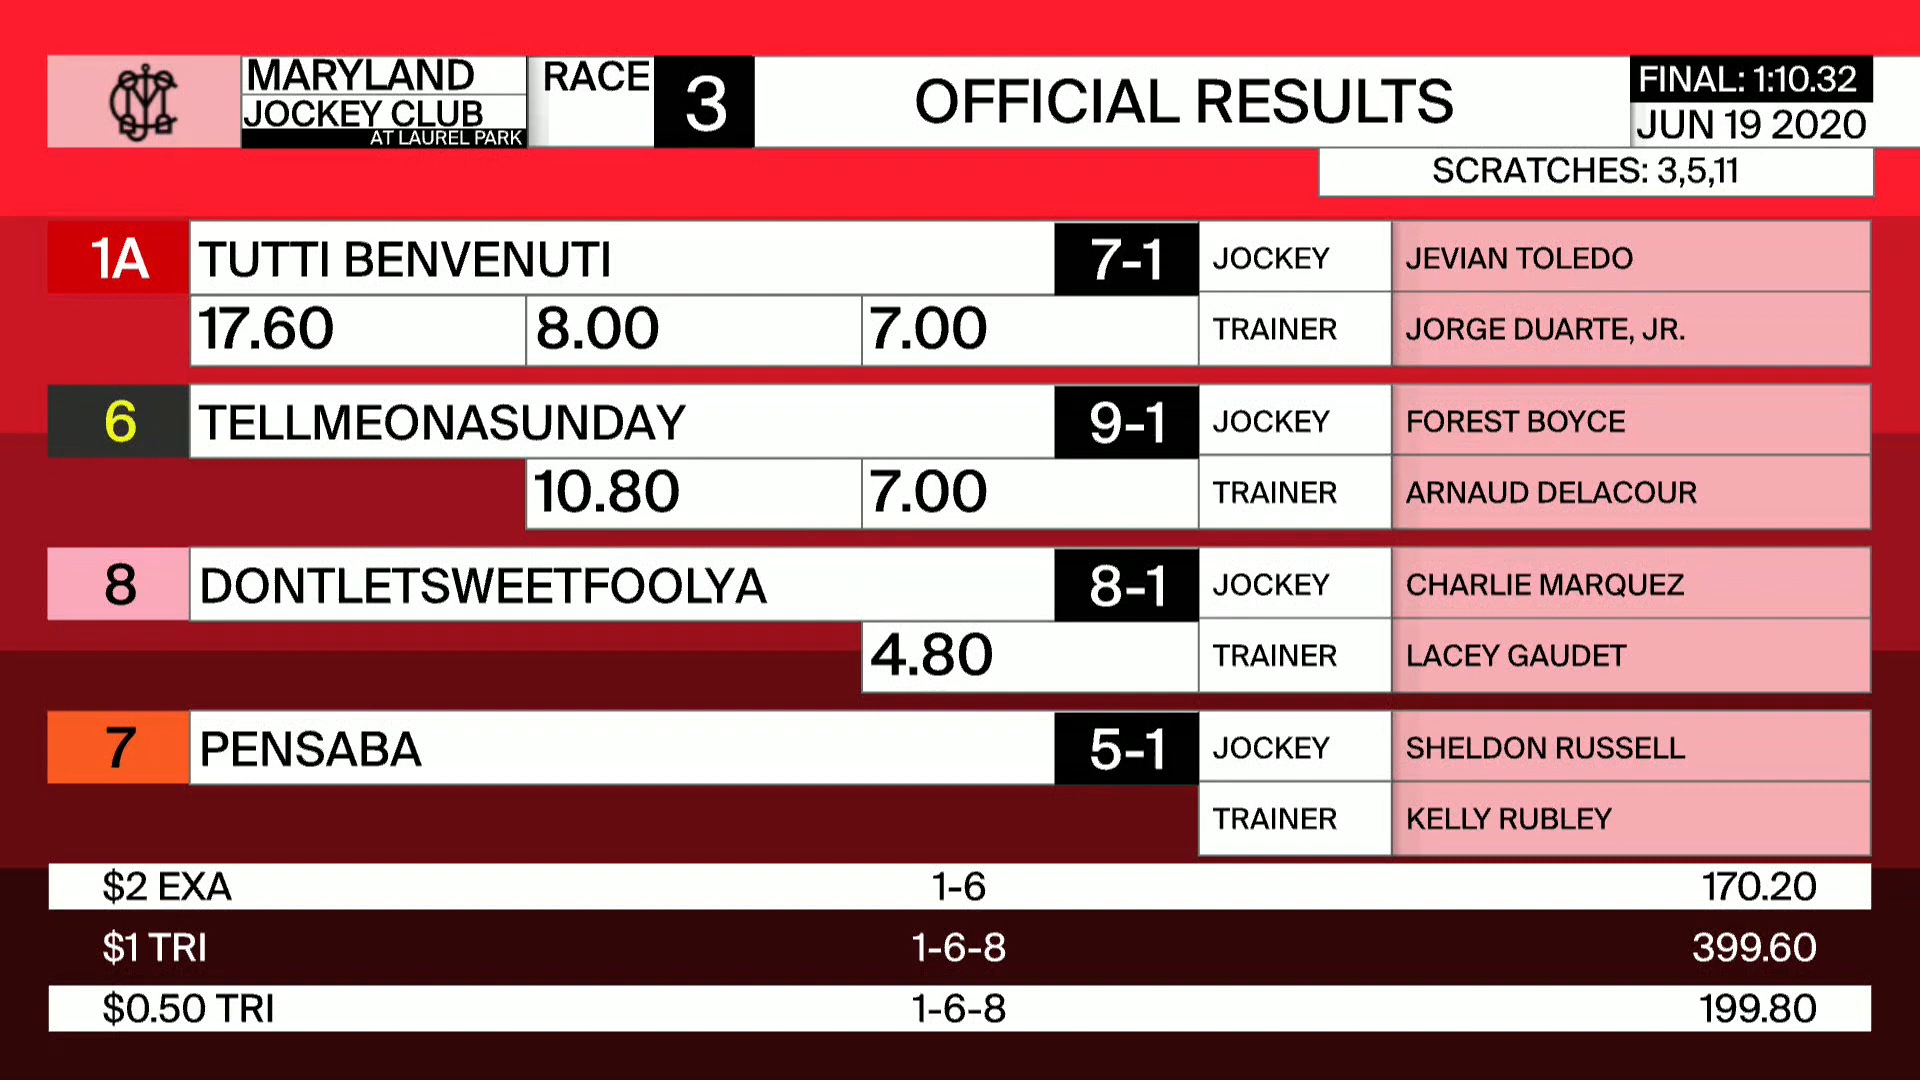 MARYLAND
JOCKEY CLUB
AT LAUREL PARK
RACE 3
OFFICIAL RESULTS
FINAL: 1:10.32
JUN 19 2020
SCRATCHES: 3,5,11
1A TUTTI BENVENUTI 7-1 JOCKEY JEVIAN TOLEDO
17.60 8.00 7.00 TRAINER JORGE DUARTE, JR.
6 TELLMEONASUNDAY 9-1 JOCKEY FOREST BOYCE
10.80 7.00 TRAINER ARNAUD DELACOUR
8 DONTLETSWEETFOOLYA 8-1 JOCKEY CHARLIE MARQUEZ
4.80 TRAINER LACEY GAUDET
7 PENSABA 5-1 JOCKEY SHELDON RUSSELL
TRAINER KELLY RUBLEY
$2 EXA 1-6 170.20
$1 TRI 1-6-8 399.60
$0.50 TRI 1-6-8 199.80